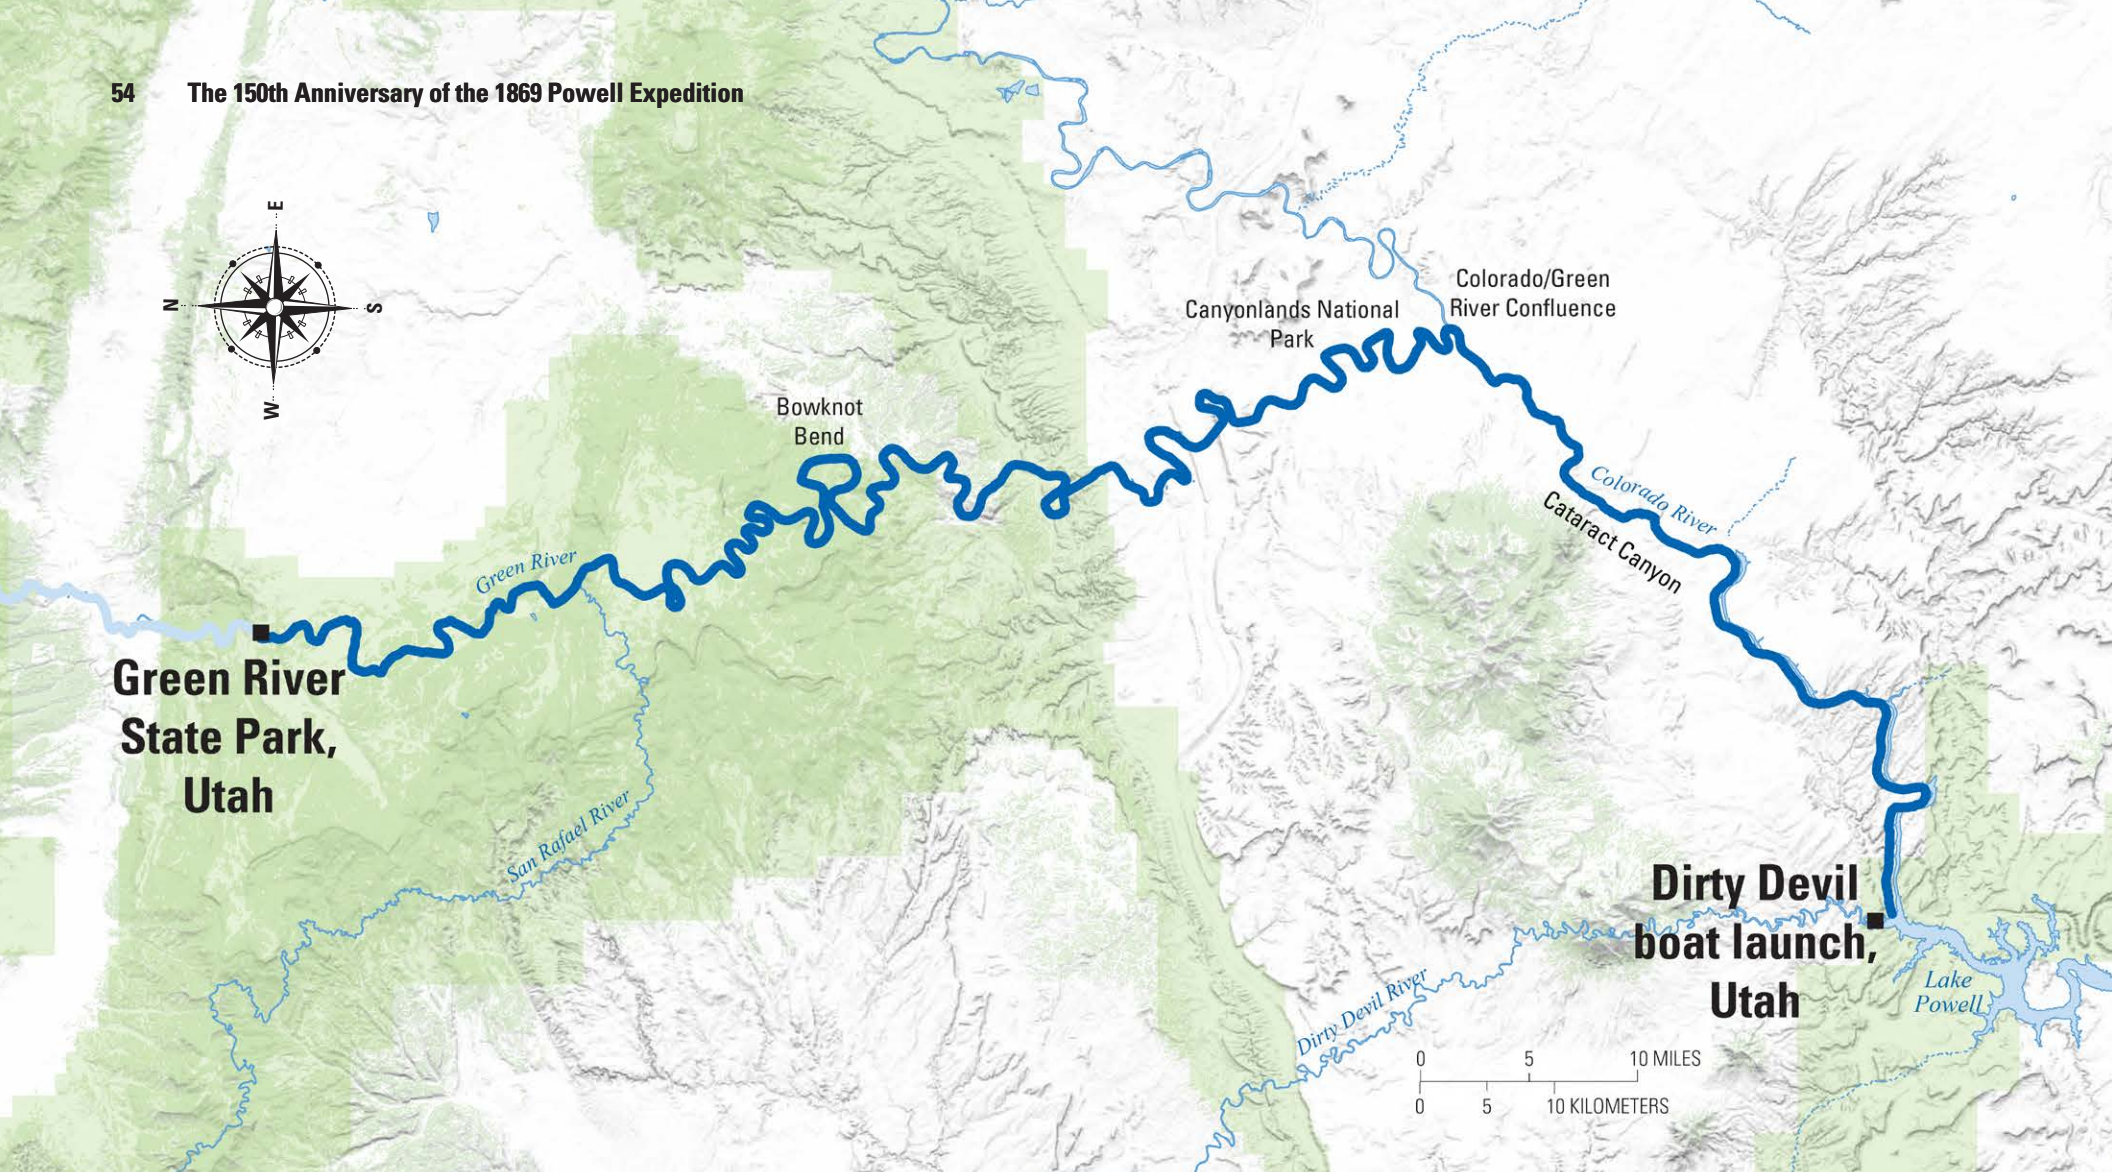 54 The 150th Anniversary of the 1869 Powell Expedition
E
N
S
W
Colorado/Green
River Confluence
Canyonlands National
Park
Bowknot
Bend
Colorado River
Cataract Canyon
Green River
Green River
State Park,
Utah
San Rafael River
Dirty Devil
boat launch,
Utah
Lake
Powell
Dirty Devil River
0 5 10 MILES
0 5 10 KILOMETERS